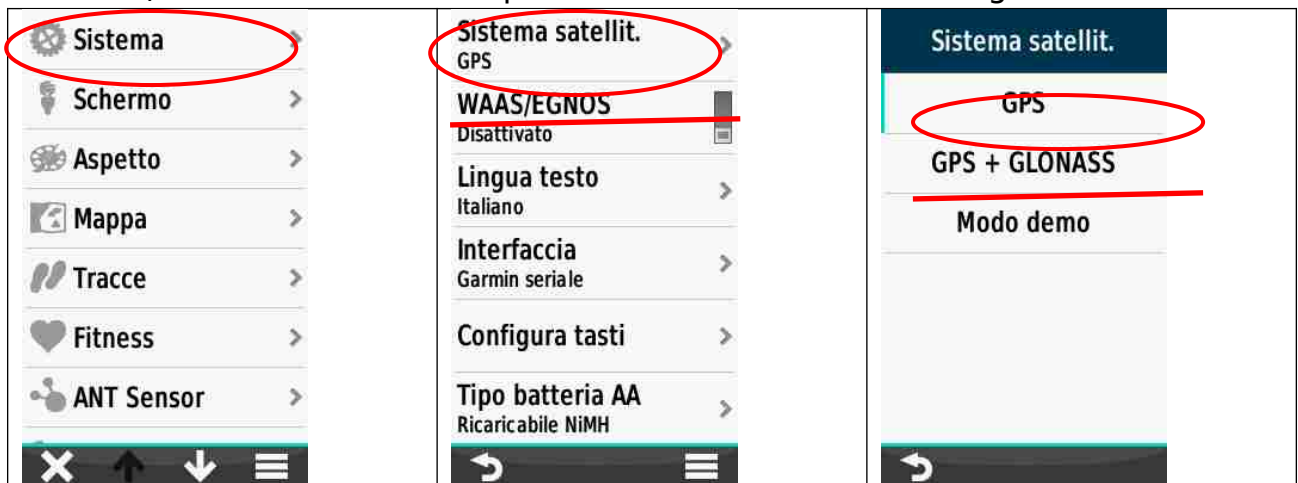 Sistema
Schermo
Aspetto
Mappa
Tracce
Fitness
ANT Sensor
Sistema satellit.
GPS
WAAS/EGNOS
Disattivato
Lingua testo
Italiano
Interfaccia
Garmin seriale
Configura tasti
Tipo batteria AA
Ricaricabile NiMH
Sistema satellit.
GPS
GPS + GLONASS
Modo demo